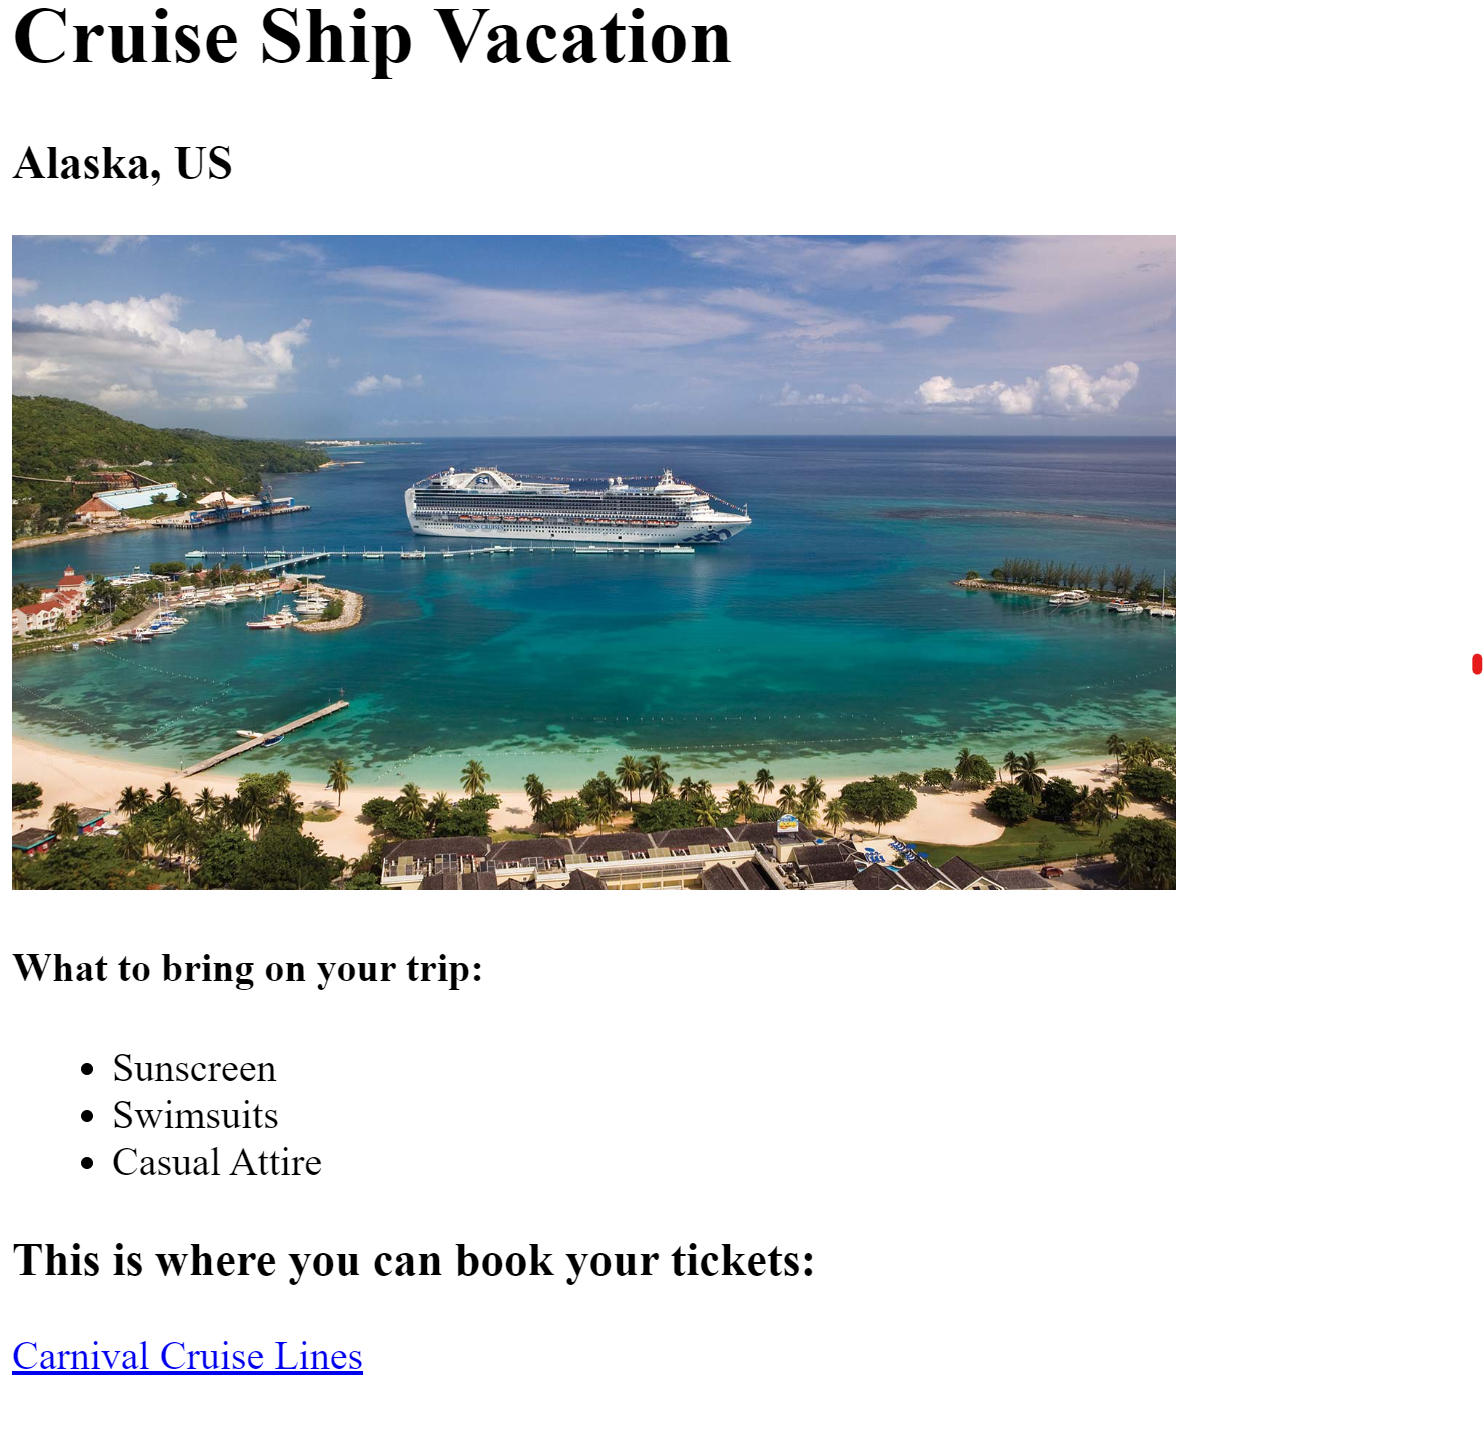 Cruise Ship Vacation
Alaska, US
PRINCESS CRUISES
What to bring on your trip:
Sunscreen
Swimsuits
Casual Attire
This is where you can book your tickets:
Carnival Cruise Lines